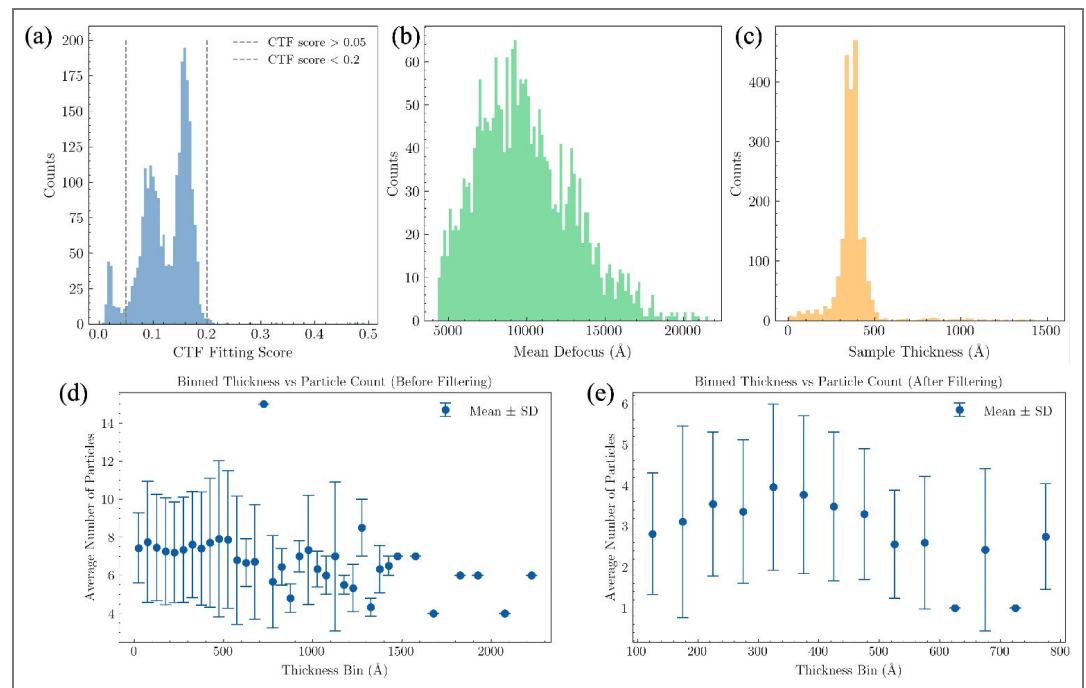 (a)
200
175
150
125
100
75
50
25
0
Counts
0.0 0.1 0.2 0.3 0.4 0.5
CTF Fitting Score
CTF score > 0.05
CTF score < 0.2
(b)
60
50
40
30
20
10
0
Counts
5000 10000 15000 20000
Mean Defocus (Å)
(c)
400
300
200
100
0
Counts
0 500 1000 1500
Sample Thickness (Å)
Binned Thickness vs Particle Count (Before Filtering)
(d)
Mean ± SD
14
12
10
8
6
4
Average Number of Particles
0 500 1000 1500 2000
Thickness Bin (Å)
Binned Thickness vs Particle Count (After Filtering)
(e)
Mean ± SD
6
5
4
3
2
1
Average Number of Particles
100 200 300 400 500 600 700 800
Thickness Bin (Å)